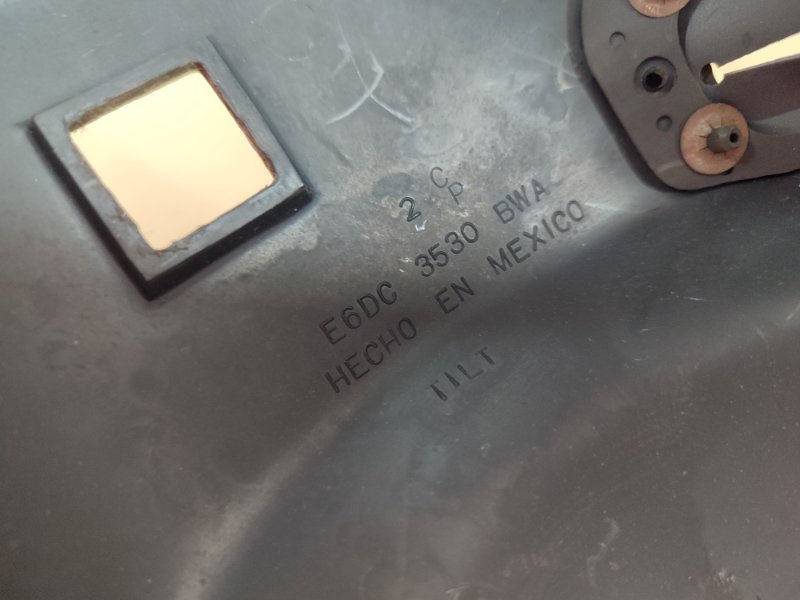 C
2 P
E6DC 3530 BWA
HECHO EN MEXICO
TILT